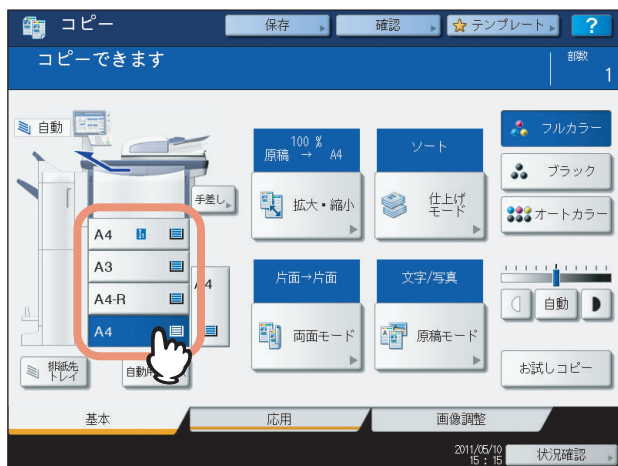 コピー
保存
確認
テンプレート
?
コピーできます
部数
1
自動
100 %
原稿 → A4
ソート
フルカラー
ブラック
オートカラー
手差し
拡大・縮小
仕上げ
モード
A4
A3
A4-R
A4
片面→片面
文字/写真
両面モード
原稿モード
自動
排紙先
トレイ
お試しコピー
基本
応用
画像調整
2011/05/10
15 : 15
状況確認